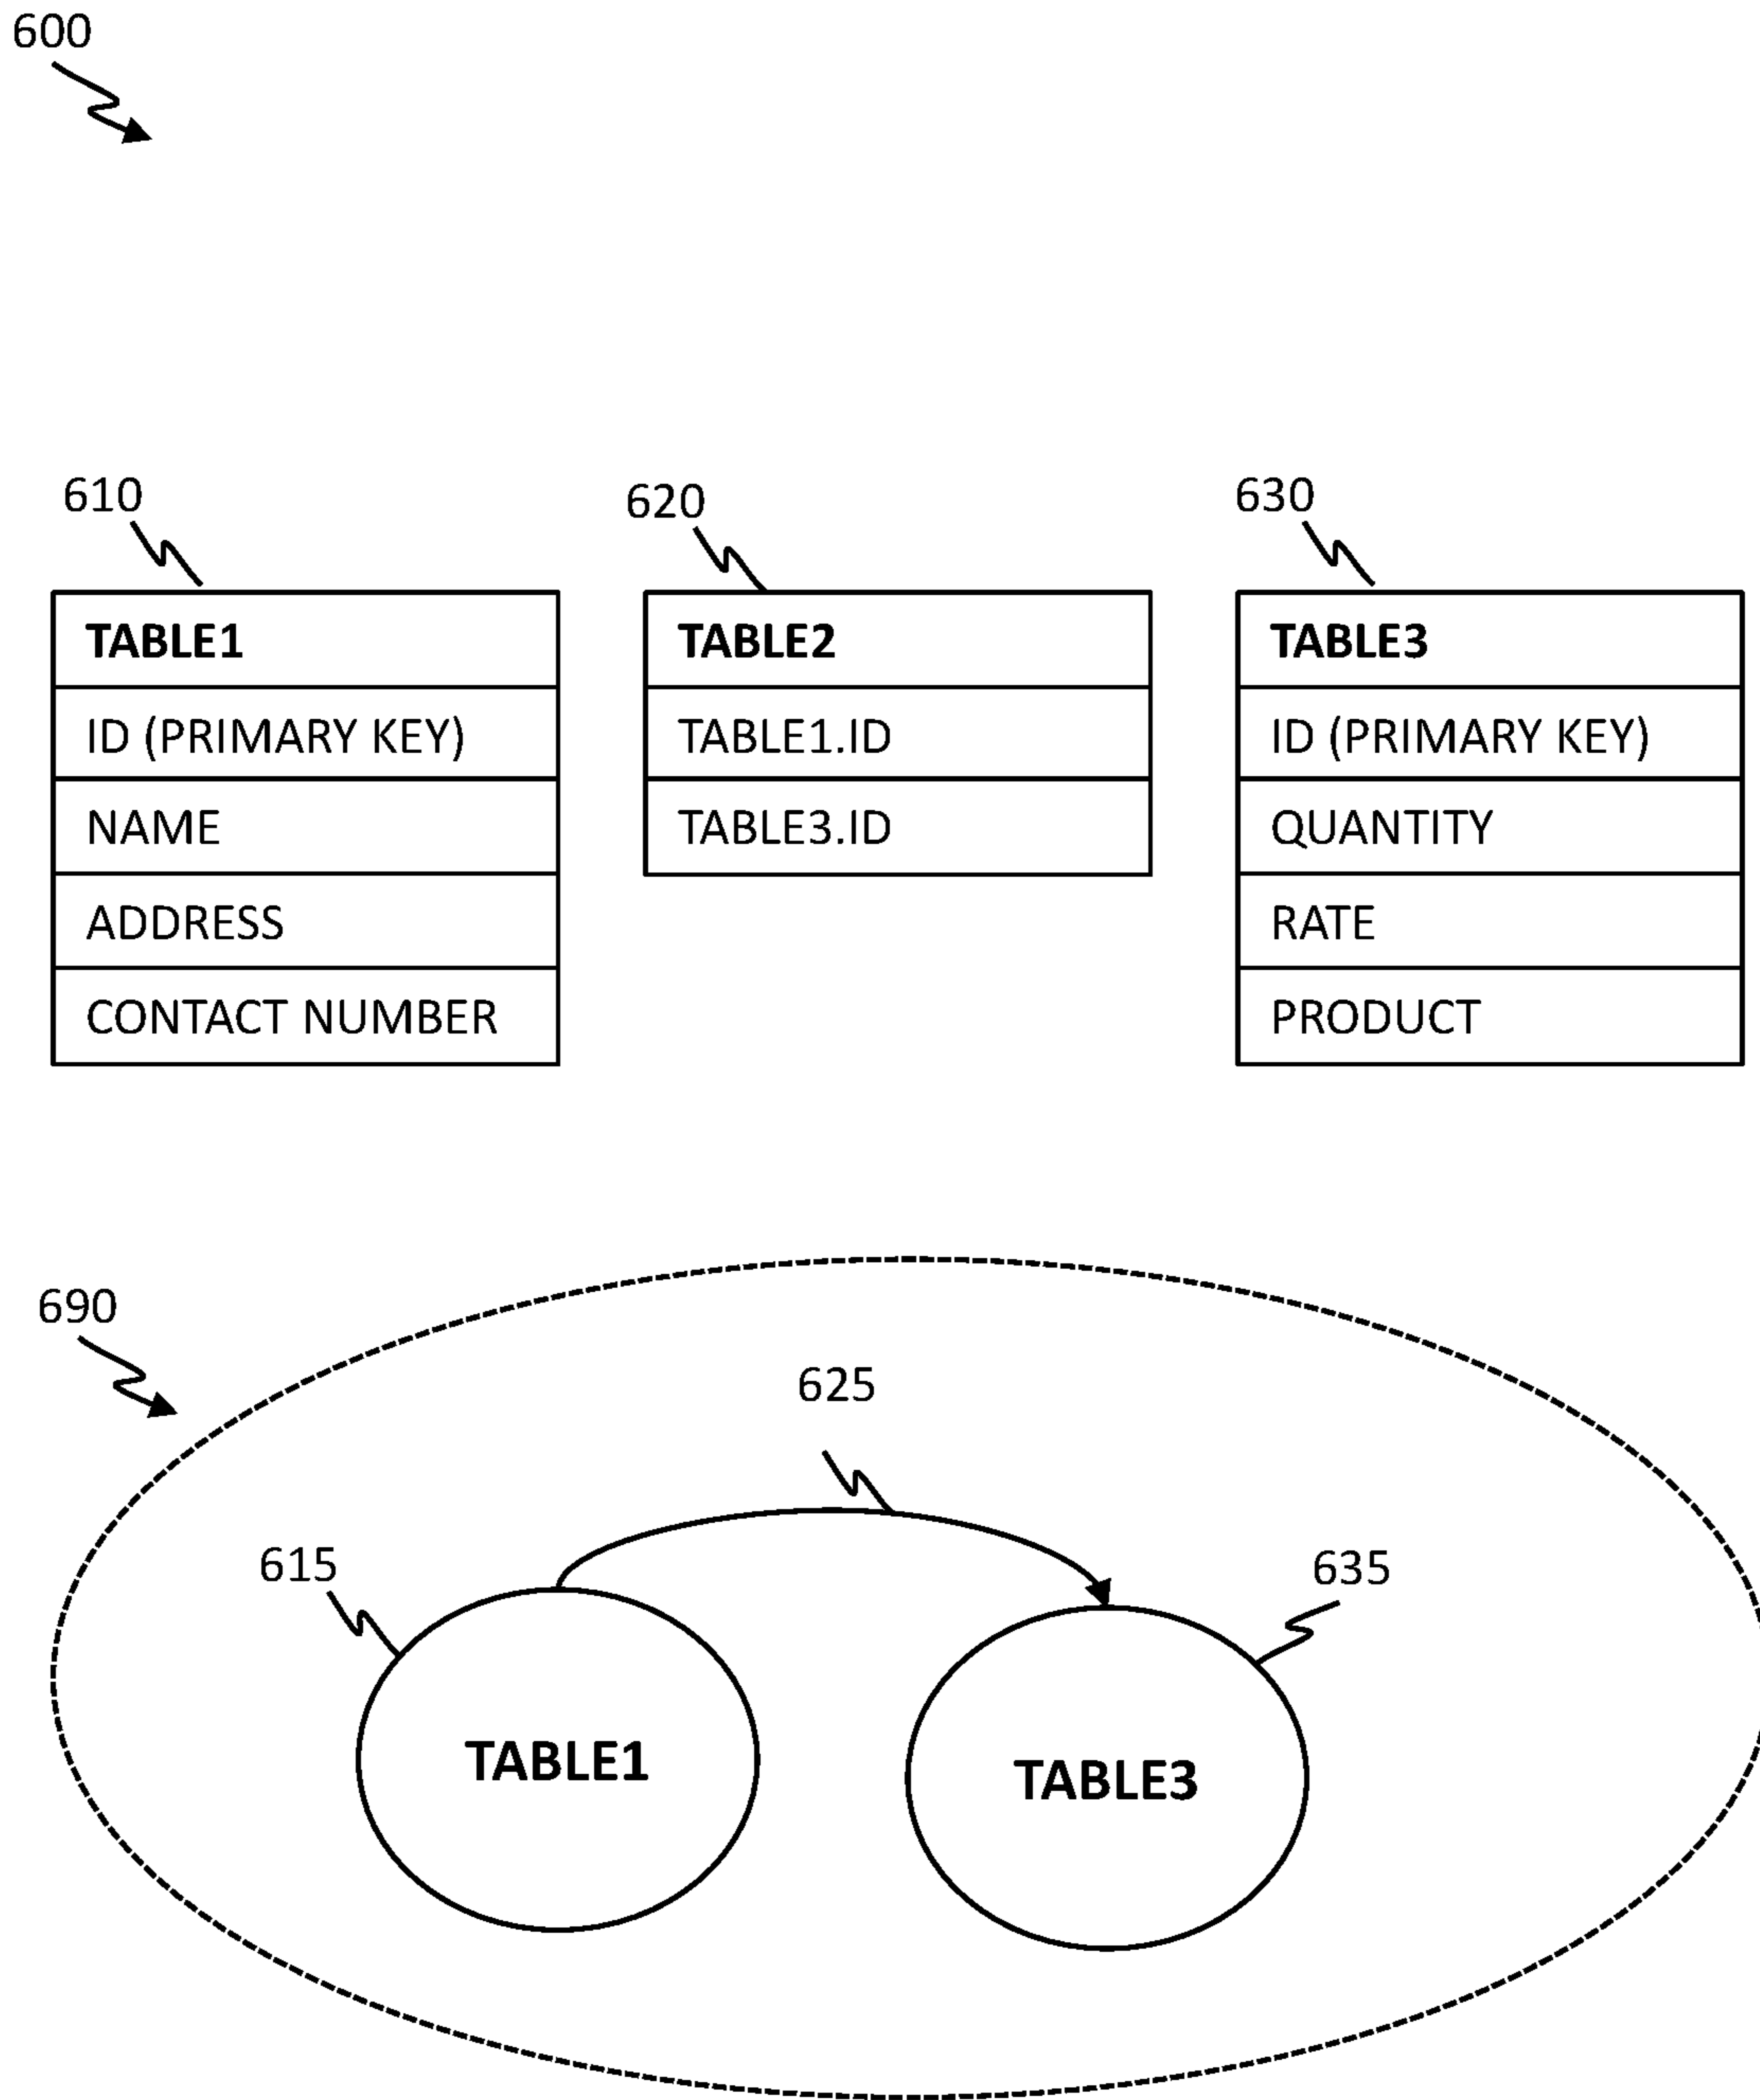 600
610
620
630
TABLE1
ID (PRIMARY KEY)
NAME
ADDRESS
CONTACT NUMBER
TABLE2
TABLE1.ID
TABLE3.ID
TABLE3
ID (PRIMARY KEY)
QUANTITY
RATE
PRODUCT
690
625
615
635
TABLE1
TABLE3